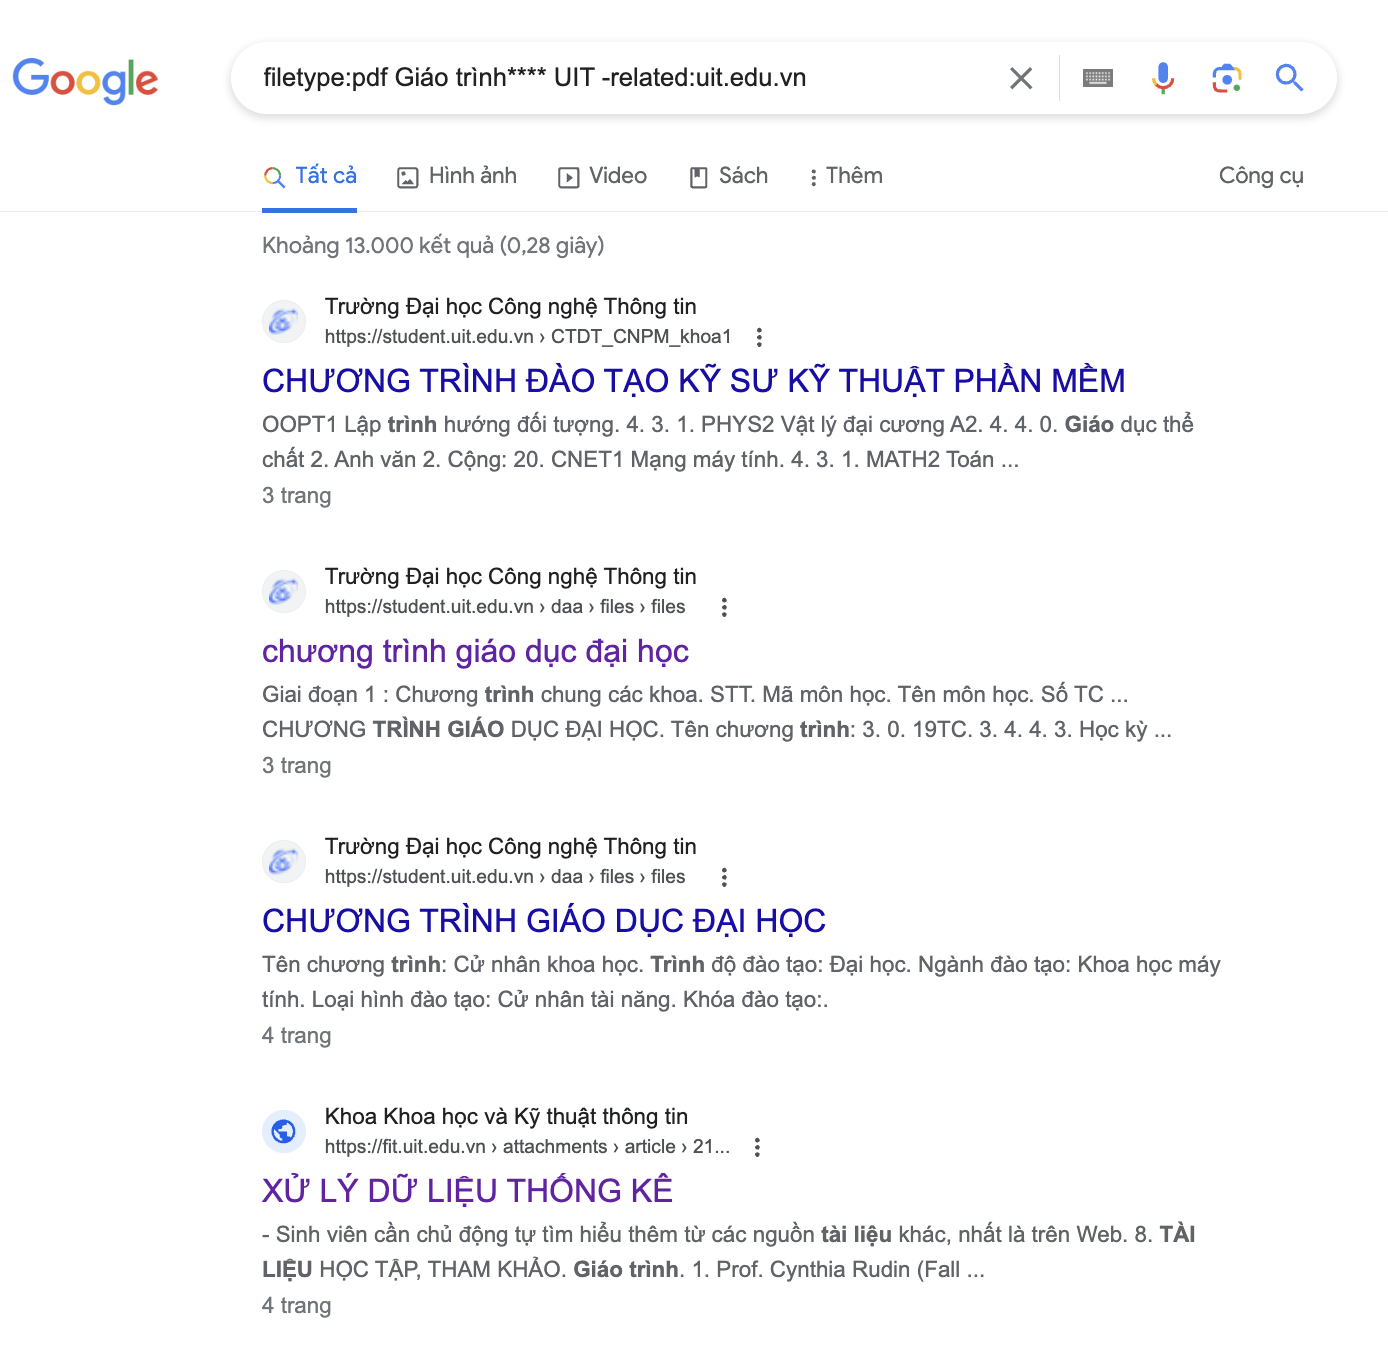 Google
filetype:pdf Giáo trình**** UIT -related:uit.edu.vn
Tất cả
Hình ảnh
Video
Sách
Thêm
Công cụ
Khoảng 13.000 kết quả (0,28 giây)
Trường Đại học Công nghệ Thông tin
https://student.uit.edu.vn › CTDT_CNPM_khoa1
CHƯƠNG TRÌNH ĐÀO TẠO KỸ SƯ KỸ THUẬT PHẦN MỀM
OOPT1 Lập trình hướng đối tượng. 4. 3. 1. PHYS2 Vật lý đại cương A2. 4. 4. 0. Giáo dục thể
chất 2. Anh văn 2. Cộng: 20. CNET1 Mạng máy tính. 4. 3. 1. MATH2 Toán ...
3 trang
Trường Đại học Công nghệ Thông tin
https://student.uit.edu.vn › daa › files › files
chương trình giáo dục đại học
Giai đoạn 1 : Chương trình chung các khoa. STT. Mã môn học. Tên môn học. Số TC ...
CHƯƠNG TRÌNH GIÁO DỤC ĐẠI HỌC. Tên chương trình: 3. 0. 19TC. 3. 4. 4. 3. Học kỳ ...
3 trang
Trường Đại học Công nghệ Thông tin
https://student.uit.edu.vn › daa › files › files
CHƯƠNG TRÌNH GIÁO DỤC ĐẠI HỌC
Tên chương trình: Cử nhân khoa học. Trình độ đào tạo: Đại học. Ngành đào tạo: Khoa học máy
tính. Loại hình đào tạo: Cử nhân tài năng. Khóa đào tạo:.
4 trang
Khoa Khoa học và Kỹ thuật thông tin
https://fit.uit.edu.vn › attachments › article › 21...
XỬ LÝ DỮ LIỆU THỐNG KÊ
- Sinh viên cần chủ động tự tìm hiểu thêm từ các nguồn tài liệu khác, nhất là trên Web. 8. TÀI
LIỆU HỌC TẬP, THAM KHẢO. Giáo trình. 1. Prof. Cynthia Rudin (Fall ...
4 trang